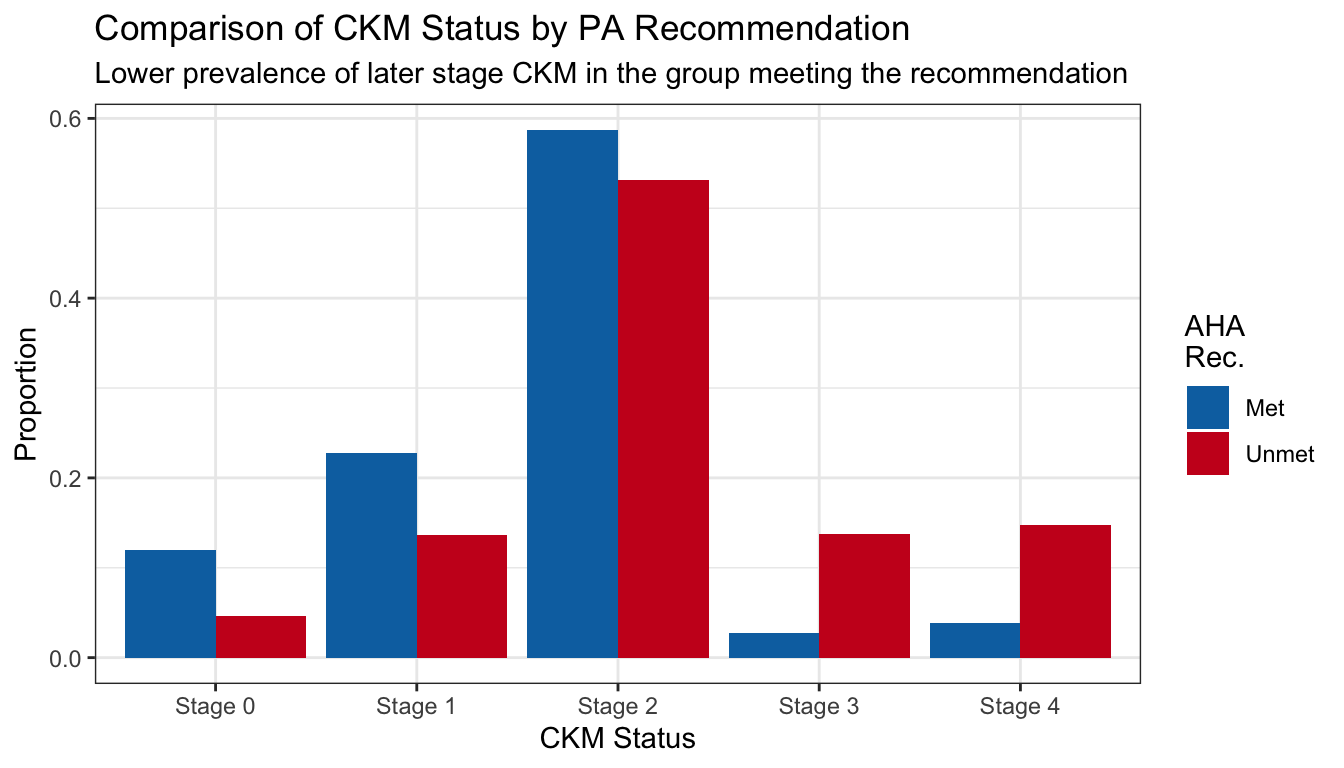 Comparison of CKM Status by PA Recommendation
Lower prevalence of later stage CKM in the group meeting the recommendation
0.6
0.4
0.2
0.0
Proportion
Stage 0
Stage 1
Stage 2
Stage 3
Stage 4
CKM Status
AHA
Rec.
Met
Unmet